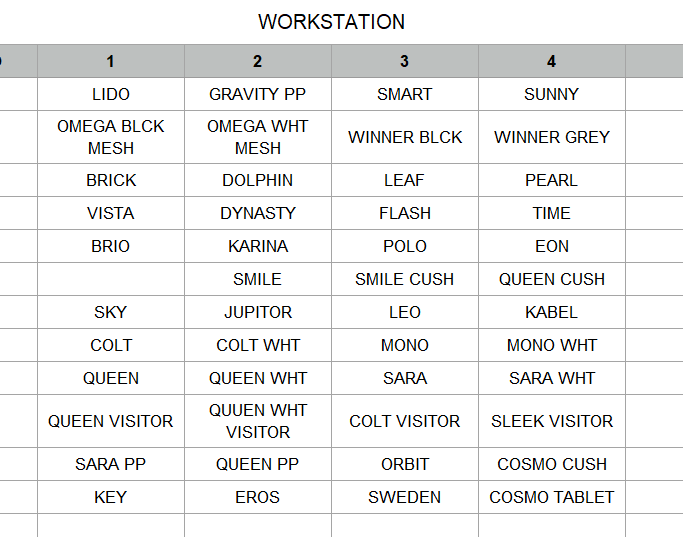 WORKSTATION
1 2 3 4
LIDO GRAVITY PP SMART SUNNY
OMEGA BLCK MESH OMEGA WHT MESH WINNER BLCK WINNER GREY
BRICK DOLPHIN LEAF PEARL
VISTA DYNASTY FLASH TIME
BRIO KARINA POLO EON
SMILE SMILE CUSH QUEEN CUSH
SKY JUPITOR LEO KABEL
COLT COLT WHT MONO MONO WHT
QUEEN QUEEN WHT SARA SARA WHT
QUEEN VISITOR QUUEN WHT VISITOR COLT VISITOR SLEEK VISITOR
SARA PP QUEEN PP ORBIT COSMO CUSH
KEY EROS SWEDEN COSMO TABLET